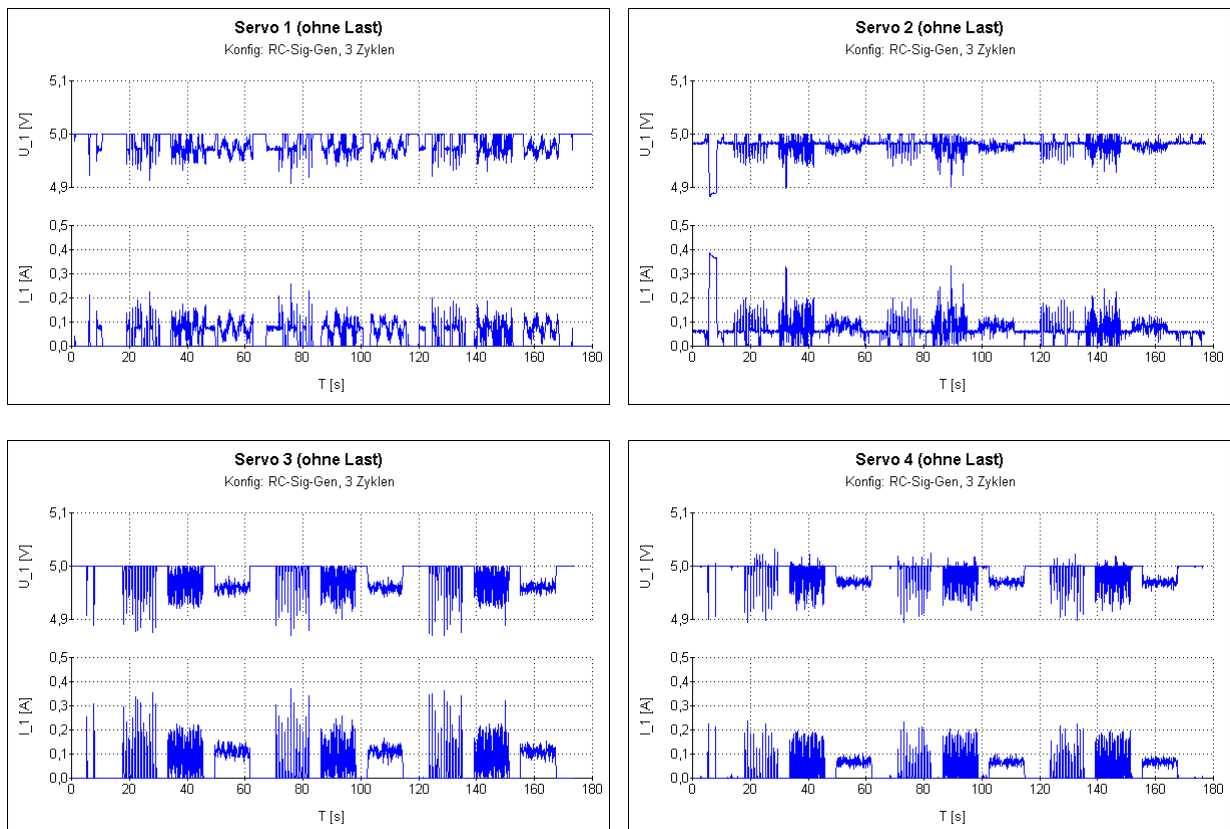 Servo 1 (ohne Last)
Konfig: RC-Sig-Gen, 3 Zyklen
5,1
5,0
4,9
U_1 [V]
0,5
0,4
0,3
0,2
0,1
0,0
I_1 [A]
0 20 40 60 80 100 120 140 160 180
T [s]
Servo 2 (ohne Last)
Konfig: RC-Sig-Gen, 3 Zyklen
5,1
5,0
4,9
U_1 [V]
0,5
0,4
0,3
0,2
0,1
0,0
I_1 [A]
0 20 40 60 80 100 120 140 160 180
T [s]
Servo 3 (ohne Last)
Konfig: RC-Sig-Gen, 3 Zyklen
5,1
5,0
4,9
U_1 [V]
0,5
0,4
0,3
0,2
0,1
0,0
I_1 [A]
0 20 40 60 80 100 120 140 160 180
T [s]
Servo 4 (ohne Last)
Konfig: RC-Sig-Gen, 3 Zyklen
5,1
5,0
4,9
U_1 [V]
0,5
0,4
0,3
0,2
0,1
0,0
I_1 [A]
0 20 40 60 80 100 120 140 160 180
T [s]